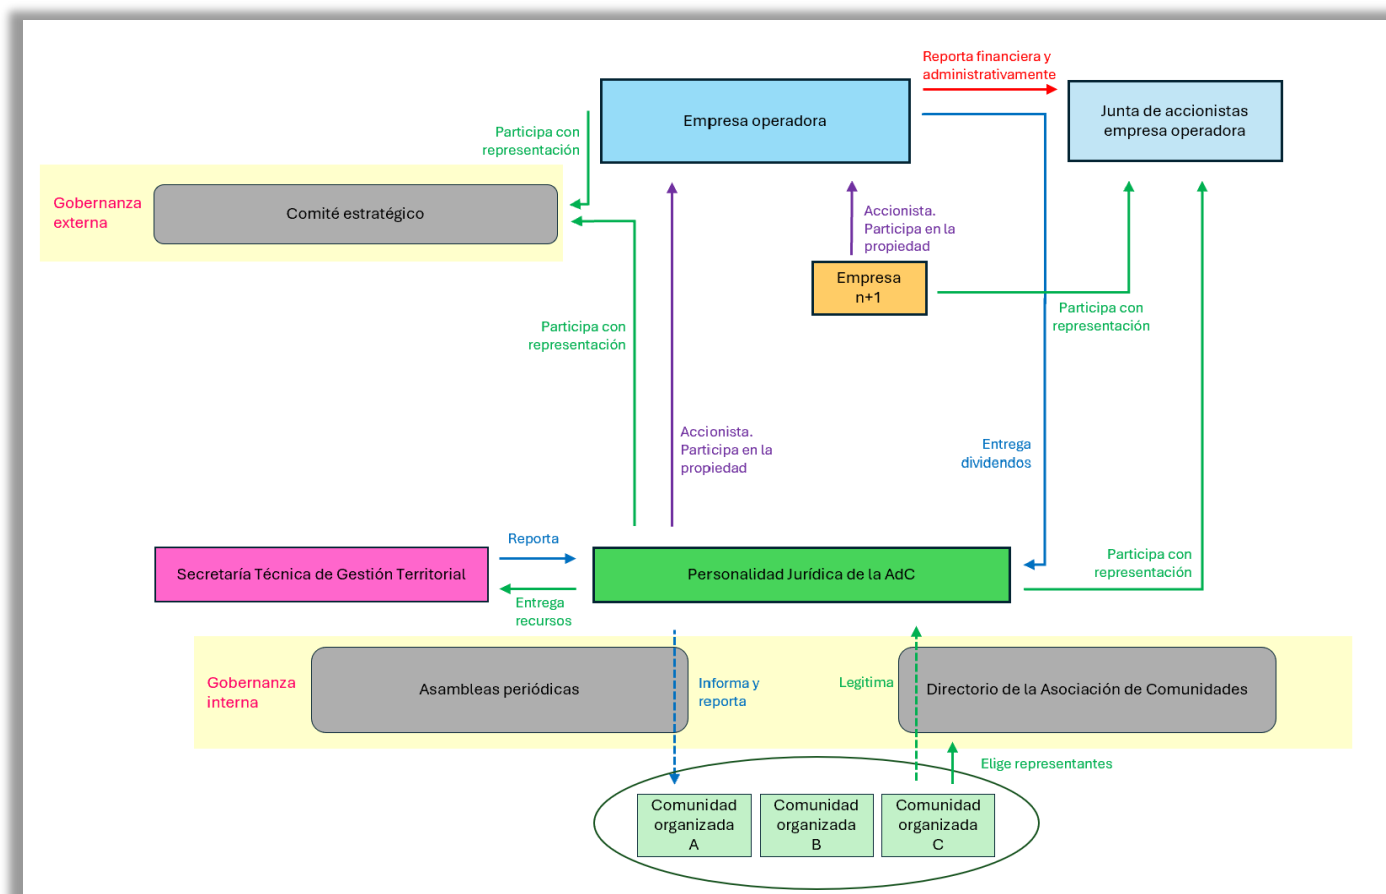 Reporta financiera y
administrativamente
Empresa operadora
Junta de accionistas
empresa operadora
Participa con
representación
Gobernanza
externa
Comité estratégico
Accionista.
Participa en la
propiedad
Empresa
n+1
Participa con
representación
Participa con
representación
Accionista.
Participa en la
propiedad
Entrega
dividendos
Reporta
Secretaría Técnica de Gestión Territorial
Personalidad Jurídica de la AdC
Participa con
representación
Entrega
recursos
Gobernanza
interna
Asambleas periódicas
Informa y
reporta
Legitima
Directorio de la Asociación de Comunidades
Elige representantes
Comunidad
organizada
A
Comunidad
organizada
B
Comunidad
organizada
C